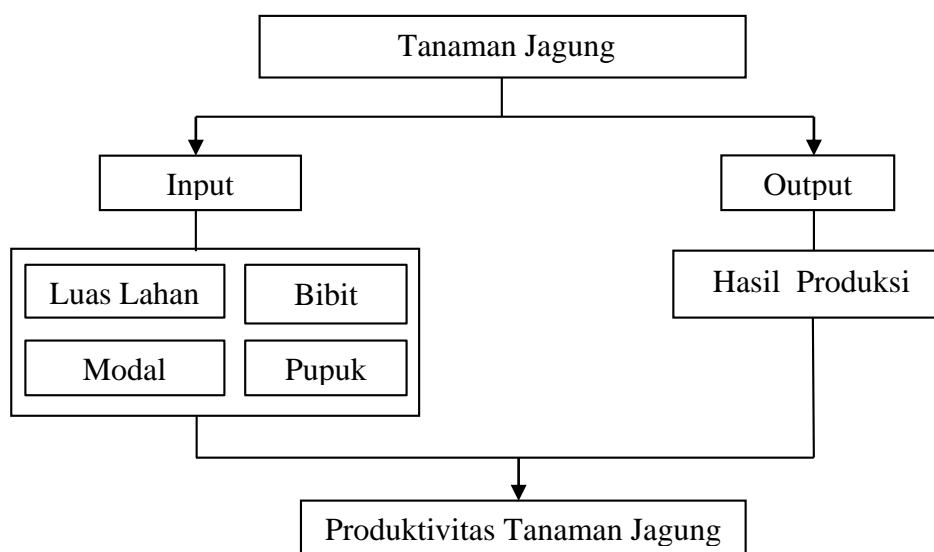 Tanaman Jagung
Input
Output
Luas Lahan
Bibit
Hasil Produksi
Modal
Pupuk
Produktivitas Tanaman Jagung